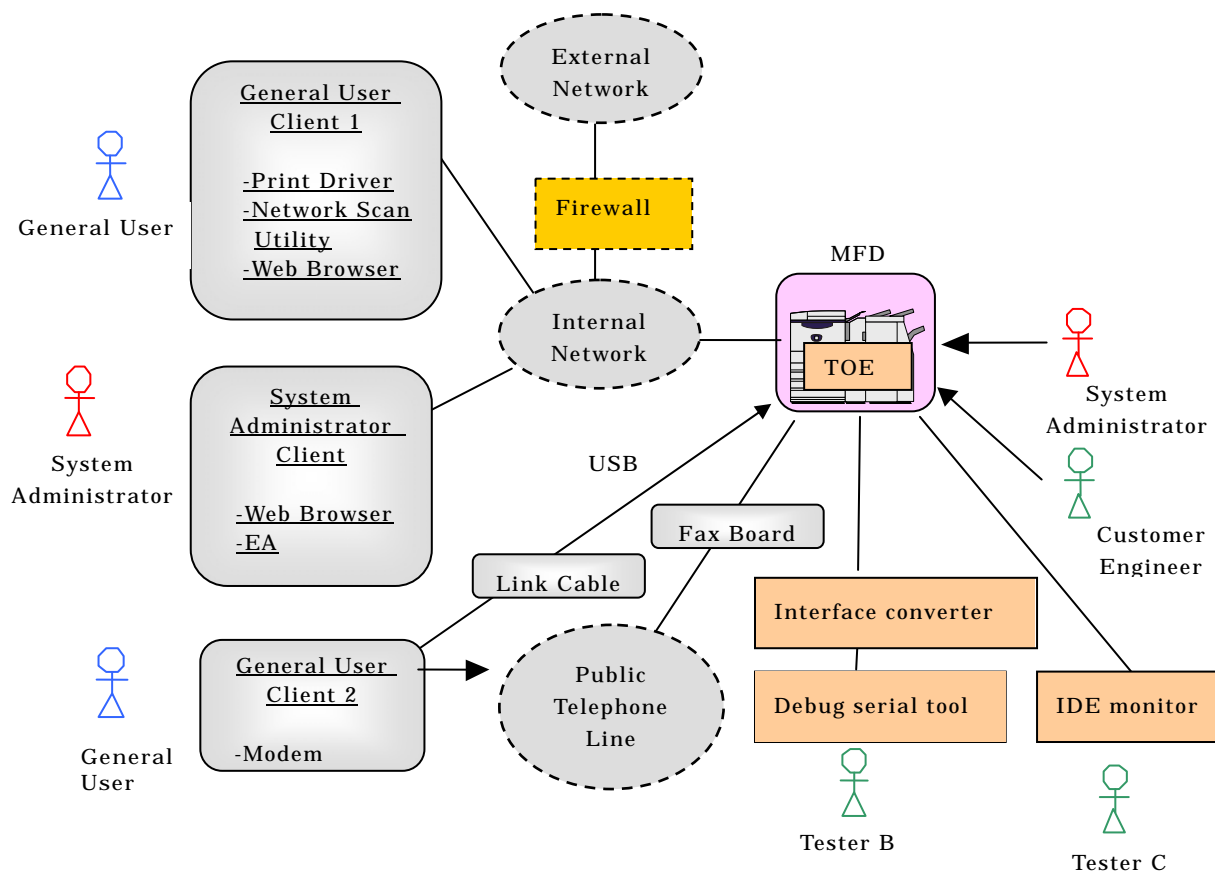 External
Network
General User
Client 1
-Print Driver
-Network Scan
Utility
-Web Browser
General User
Firewall
MFD
Internal
Network
TOE
System
Administrator
Client
-Web Browser
-EA
System
Administrator
System
Administrator
USB
Fax Board
Link Cable
Customer
Engineer
Interface converter
General User
Client 2
-Modem
General
User
Public
Telephone
Line
Debug serial tool
IDE monitor
Tester B
Tester C